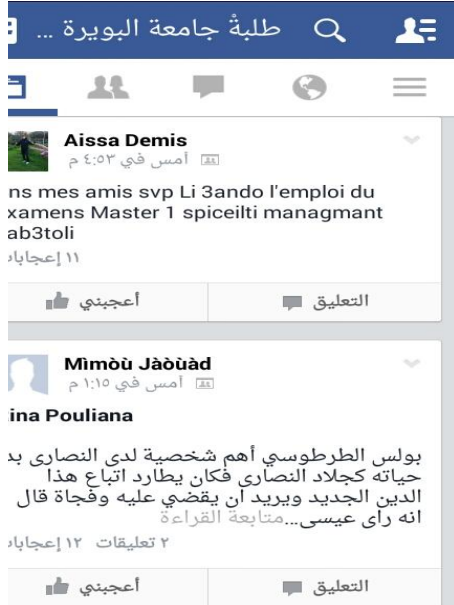 طلبةْ جامعة البويرة ...
Aissa Demis
أمس في ٤:٥٣ م
ns mes amis svp Li 3ando l'emploi du
xamens Master 1 spiceilti managmant
ab3toli
١١ إعجابات
أعجبني
التعليق
Mìmòù Jàòùàd
أمس في ١:١٥ م
ina Pouliana
بولس الطرطوسي أهم شخصية لدى النصارى بد
حياته كجلاد النصارى فكان يطارد اتباع هذا
الدين الجديد ويريد ان يقضي عليه وفجاة قال
انه راى عيسى...متابعة القراءة
٢ تعليقات ١٢ إعجابات
أعجبني
التعليق